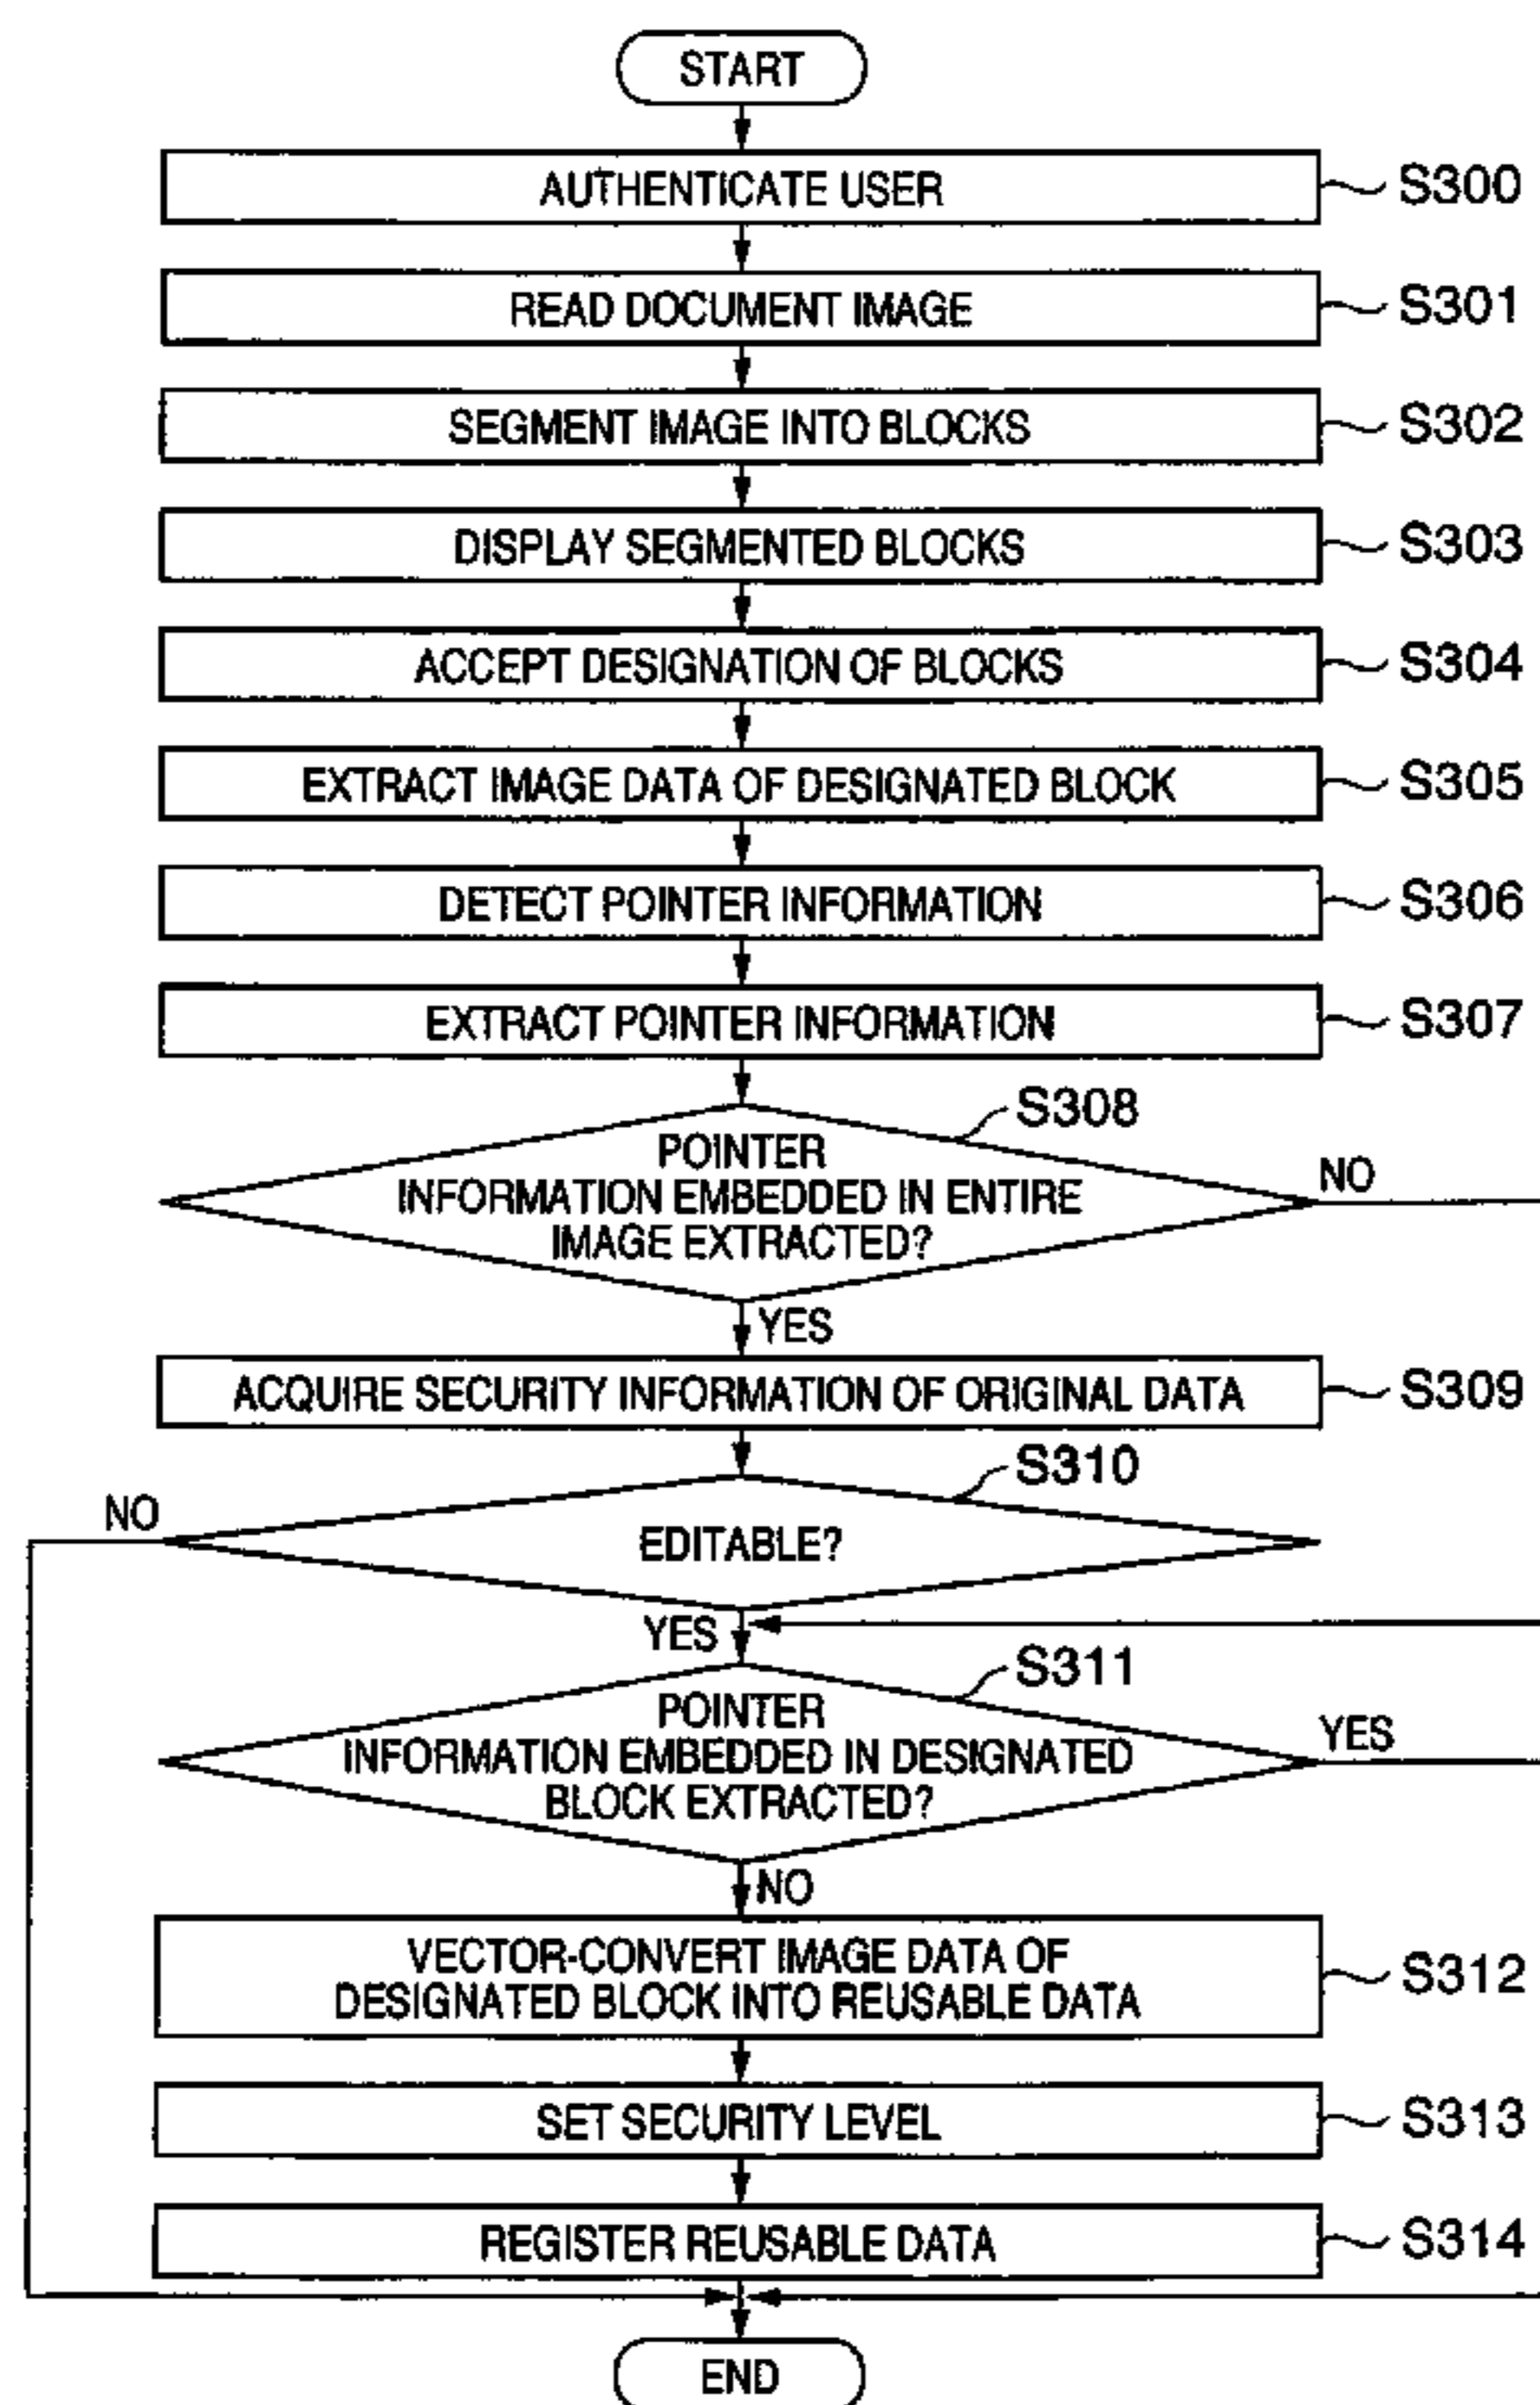 START
AUTHENTICATE USER
S300
READ DOCUMENT IMAGE
S301
SEGMENT IMAGE INTO BLOCKS
S302
DISPLAY SEGMENTED BLOCKS
S303
ACCEPT DESIGNATION OF BLOCKS
S304
EXTRACT IMAGE DATA OF DESIGNATED BLOCK
S305
DETECT POINTER INFORMATION
S306
EXTRACT POINTER INFORMATION
S307
S308
POINTER
INFORMATION EMBEDDED IN ENTIRE
IMAGE EXTRACTED?
NO
YES
ACQUIRE SECURITY INFORMATION OF ORIGINAL DATA
S309
S310
NO
EDITABLE?
YES
S311
POINTER
INFORMATION EMBEDDED IN DESIGNATED
BLOCK EXTRACTED?
YES
NO
VECTOR-CONVERT IMAGE DATA OF
DESIGNATED BLOCK INTO REUSABLE DATA
S312
SET SECURITY LEVEL
S313
REGISTER REUSABLE DATA
S314
END